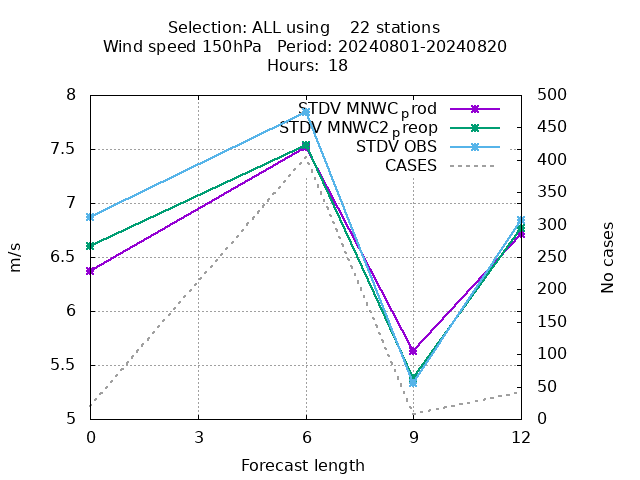 Selection: ALL using    22 stations
Wind speed 150hPa   Period: 20240801-20240820
Hours:  18
STDV MNWC_prod
STDV MNWC2_preop
STDV OBS
CASES
8
7.5
7
6.5
6
5.5
5
500
450
400
350
300
250
200
150
100
50
0
m/s
No cases
0 3 6 9 12
Forecast length